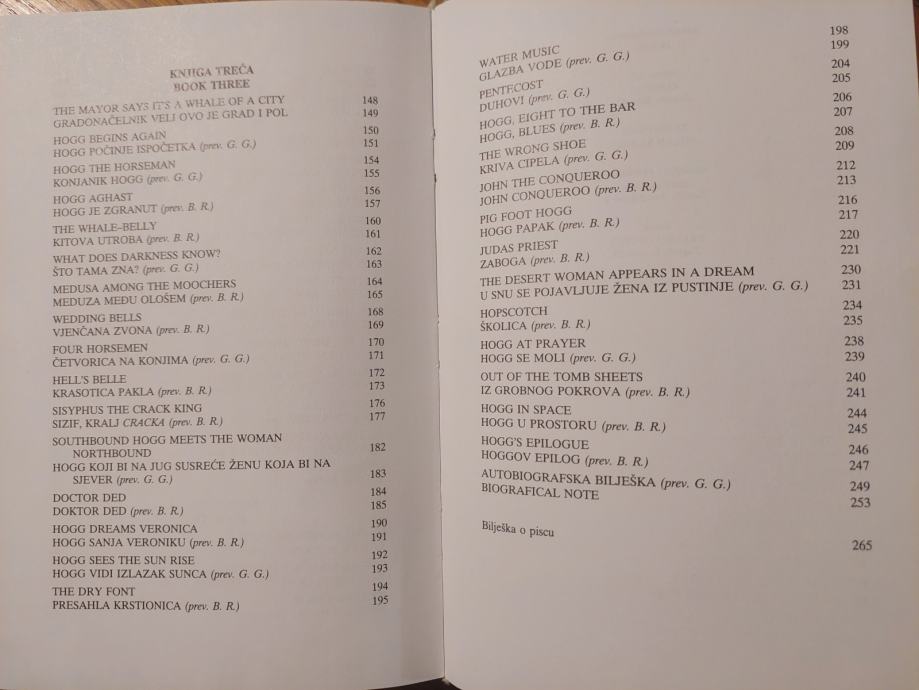 KNJIGA TREĆA
BOOK THREE
THE MAYOR SAYS IT'S A WHALE OF A CITY 148
GRADONAČELNIK VELI OVO JE GRAD I POL 149
HOGG BEGINS AGAIN 150
HOGG POČINJE ISPOČETKA (prev. G. G.) 151
HOGG THE HORSEMAN 154
KONJANIK HOGG (prev. G. G.) 155
HOGG AGHAST 156
HOGG JE ZGRANUT (prev. B. R.) 157
THE WHALE–BELLY 160
KITOVA UTROBA (prev. B. R.) 161
WHAT DOES DARKNESS KNOW? 162
ŠTO TAMA ZNA? (prev. G. G.) 163
MEDUSA AMONG THE MOOCHERS 164
MEDUZA MEĐU OLOŠEM (prev. B. R.) 165
WEDDING BELLS 168
VJENČANA ZVONA (prev. B. R.) 169
FOUR HORSEMEN 170
ČETVORICA NA KONJIMA (prev. G. G.) 171
HELL'S BELLE 172
KRASOTICA PAKLA (prev. B. R.) 173
SISYPHUS THE CRACK KING 176
SIZIF, KRALJ CRACKA (prev. B. R.) 177
SOUTHBOUND HOGG MEETS THE WOMAN
NORTHBOUND 182
HOGG KOJI BI NA JUG SUSREĆE ŽENU KOJA BI NA
SJEVER (prev. G. G.) 183
DOCTOR DED 184
DOKTOR DED (prev. B. R.) 185
HOGG DREAMS VERONICA 190
HOGG SANJA VERONIKU (prev. B. R.) 191
HOGG SEES THE SUN RISE 192
HOGG VIDI IZLAZAK SUNCA (prev. G. G.) 193
THE DRY FONT 194
PRESAHLA KRSTIONICA (prev. B. R.) 195
WATER MUSIC 198
GLAZBA VODE (prev. G. G.) 199
PENTECOST 204
DUHOVI (prev. G. G.) 205
HOGG, EIGHT TO THE BAR 206
HOGG, BLUES (prev. B. R.) 207
THE WRONG SHOE 208
KRIVA CIPELA (prev. G. G.) 209
JOHN THE CONQUEROO 212
JOHN CONQUEROO (prev. B. R.) 213
PIG FOOT HOGG 216
HOGG PAPAK (prev. B. R.) 217
JUDAS PRIEST 220
ZABOGA (prev. B. R.) 221
THE DESERT WOMAN APPEARS IN A DREAM 230
U SNU SE POJAVLJUJE ŽENA IZ PUSTINJE (prev. G. G.) 231
HOPSCOTCH 234
ŠKOLICA (prev. B. R.) 235
HOGG AT PRAYER 238
HOGG SE MOLI (prev. G. G.) 239
OUT OF THE TOMB SHEETS 240
IZ GROBNOG POKROVA (prev. B. R.) 241
HOGG IN SPACE 244
HOGG U PROSTORU (prev. B. R.) 245
HOGG'S EPILOGUE 246
HOGGOV EPILOG (prev. B. R.) 247
AUTOBIOGRAFSKA BILJEŠKA (prev. G. G.) 249
BIOGRAFICAL NOTE 253
Bilješka o piscu 265